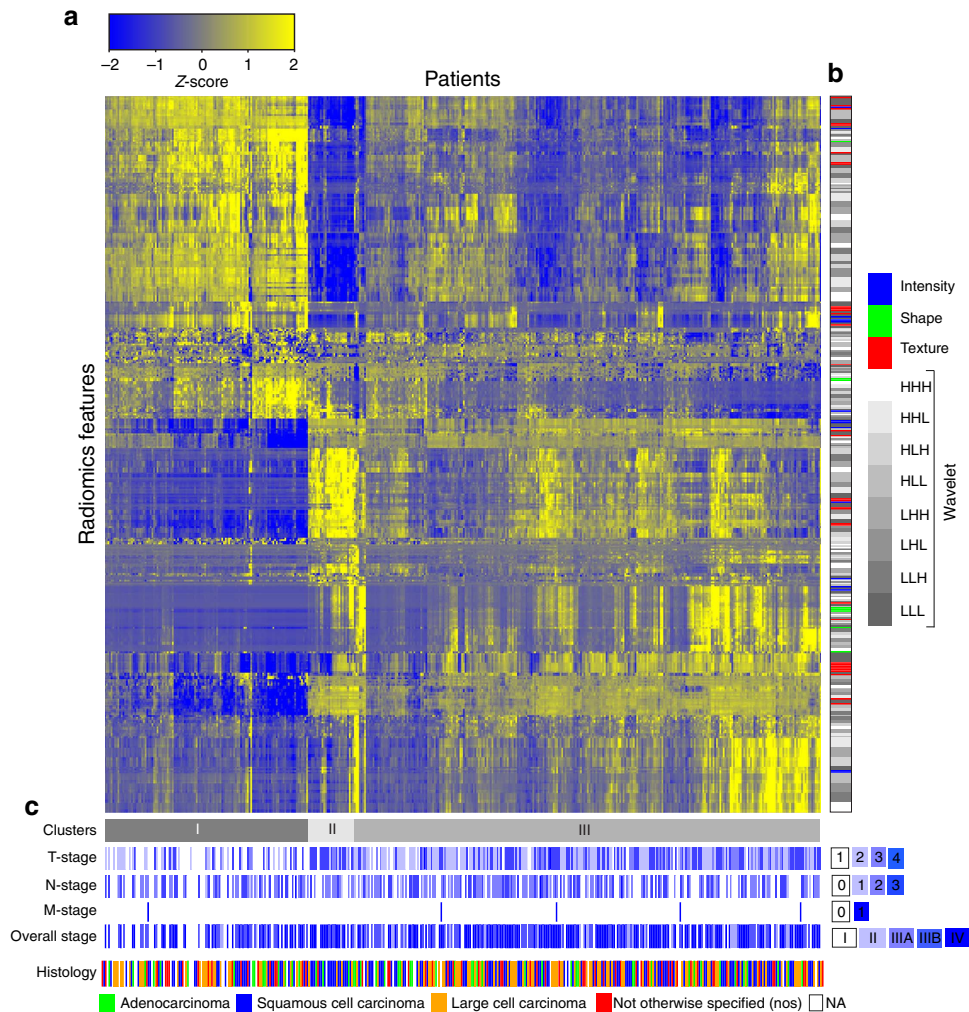 a
−2 −1 0 1 2
Z-score
Patients
b
Radiomics features
Intensity
Shape
Texture
HHH
HHL
HLH
HLL
LHH
LHL
LLH
LLL
Wavelet
c
Clusters I II III
T-stage 1 2 3 4
N-stage 0 1 2 3
M-stage 0 1
Overall stage I II IIIA IIIB IV
Histology
Adenocarcinoma Squamous cell carcinoma Large cell carcinoma Not otherwise specified (nos) NA